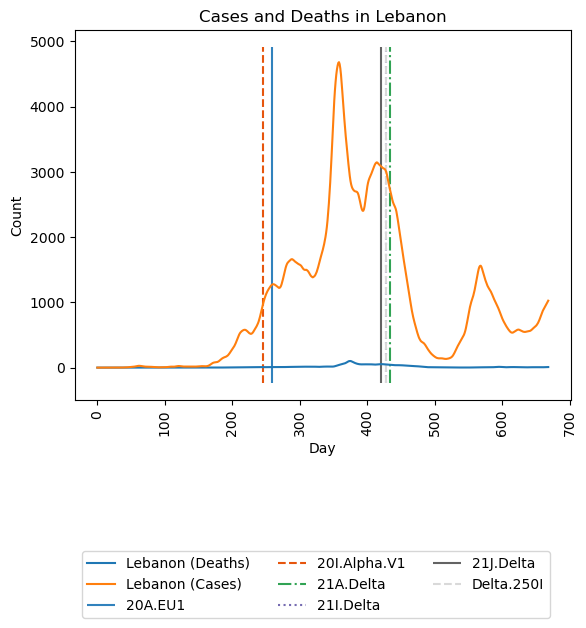 Cases and Deaths in Lebanon
5000
4000
3000
2000
1000
0
Count
0 100 200 300 400 500 600 700
Day
Lebanon (Deaths) 20I.Alpha.V1 21J.Delta
Lebanon (Cases) 21A.Delta Delta.250I
20A.EU1 21I.Delta